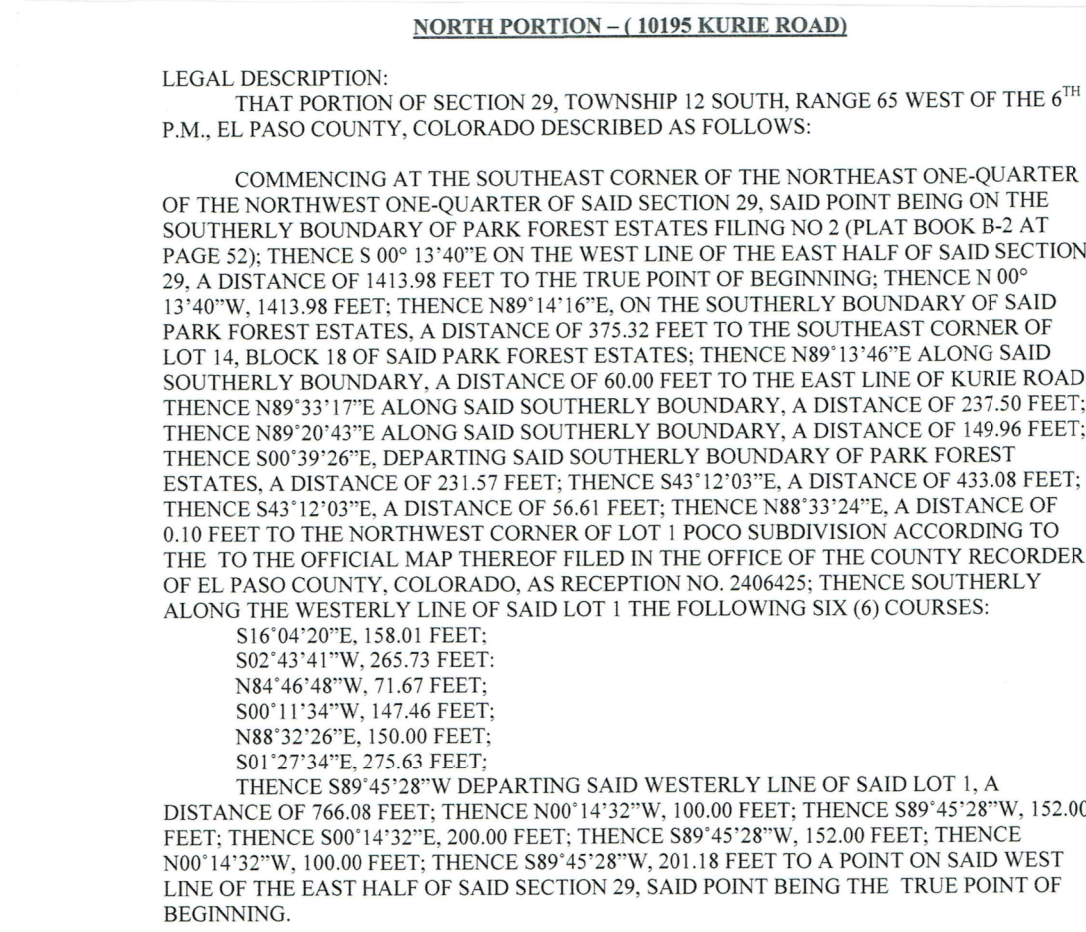 NORTH PORTION – ( 10195 KURIE ROAD)
LEGAL DESCRIPTION:
THAT PORTION OF SECTION 29, TOWNSHIP 12 SOUTH, RANGE 65 WEST OF THE 6TH
P.M., EL PASO COUNTY, COLORADO DESCRIBED AS FOLLOWS:
COMMENCING AT THE SOUTHEAST CORNER OF THE NORTHEAST ONE-QUARTER
OF THE NORTHWEST ONE-QUARTER OF SAID SECTION 29, SAID POINT BEING ON THE
SOUTHERLY BOUNDARY OF PARK FOREST ESTATES FILING NO 2 (PLAT BOOK B-2 AT
PAGE 52); THENCE S 00° 13'40"E ON THE WEST LINE OF THE EAST HALF OF SAID SECTION
29, A DISTANCE OF 1413.98 FEET TO THE TRUE POINT OF BEGINNING; THENCE N 00°
13'40"W, 1413.98 FEET; THENCE N89°14'16"E, ON THE SOUTHERLY BOUNDARY OF SAID
PARK FOREST ESTATES, A DISTANCE OF 375.32 FEET TO THE SOUTHEAST CORNER OF
LOT 14, BLOCK 18 OF SAID PARK FOREST ESTATES; THENCE N89°13'46"E ALONG SAID
SOUTHERLY BOUNDARY, A DISTANCE OF 60.00 FEET TO THE EAST LINE OF KURIE ROAD
THENCE N89°33'17"E ALONG SAID SOUTHERLY BOUNDARY, A DISTANCE OF 237.50 FEET;
THENCE N89°20'43"E ALONG SAID SOUTHERLY BOUNDARY, A DISTANCE OF 149.96 FEET;
THENCE S00°39'26"E, DEPARTING SAID SOUTHERLY BOUNDARY OF PARK FOREST
ESTATES, A DISTANCE OF 231.57 FEET; THENCE S43°12'03"E, A DISTANCE OF 433.08 FEET;
THENCE S43°12'03"E, A DISTANCE OF 56.61 FEET; THENCE N88°33'24"E, A DISTANCE OF
0.10 FEET TO THE NORTHWEST CORNER OF LOT 1 POCO SUBDIVISION ACCORDING TO
THE TO THE OFFICIAL MAP THEREOF FILED IN THE OFFICE OF THE COUNTY RECORDER
OF EL PASO COUNTY, COLORADO, AS RECEPTION NO. 2406425; THENCE SOUTHERLY
ALONG THE WESTERLY LINE OF SAID LOT 1 THE FOLLOWING SIX (6) COURSES:
S16°04'20"E, 158.01 FEET;
S02°43'41"W, 265.73 FEET:
N84°46'48"W, 71.67 FEET;
S00°11'34"W, 147.46 FEET;
N88°32'26"E, 150.00 FEET;
S01°27'34"E, 275.63 FEET;
THENCE S89°45'28"W DEPARTING SAID WESTERLY LINE OF SAID LOT 1, A
DISTANCE OF 766.08 FEET; THENCE N00°14'32"W, 100.00 FEET; THENCE S89°45'28"W, 152.00
FEET; THENCE S00°14'32"E, 200.00 FEET; THENCE S89°45'28"W, 152.00 FEET; THENCE
N00°14'32"W, 100.00 FEET; THENCE S89°45'28"W, 201.18 FEET TO A POINT ON SAID WEST
LINE OF THE EAST HALF OF SAID SECTION 29, SAID POINT BEING THE TRUE POINT OF
BEGINNING.